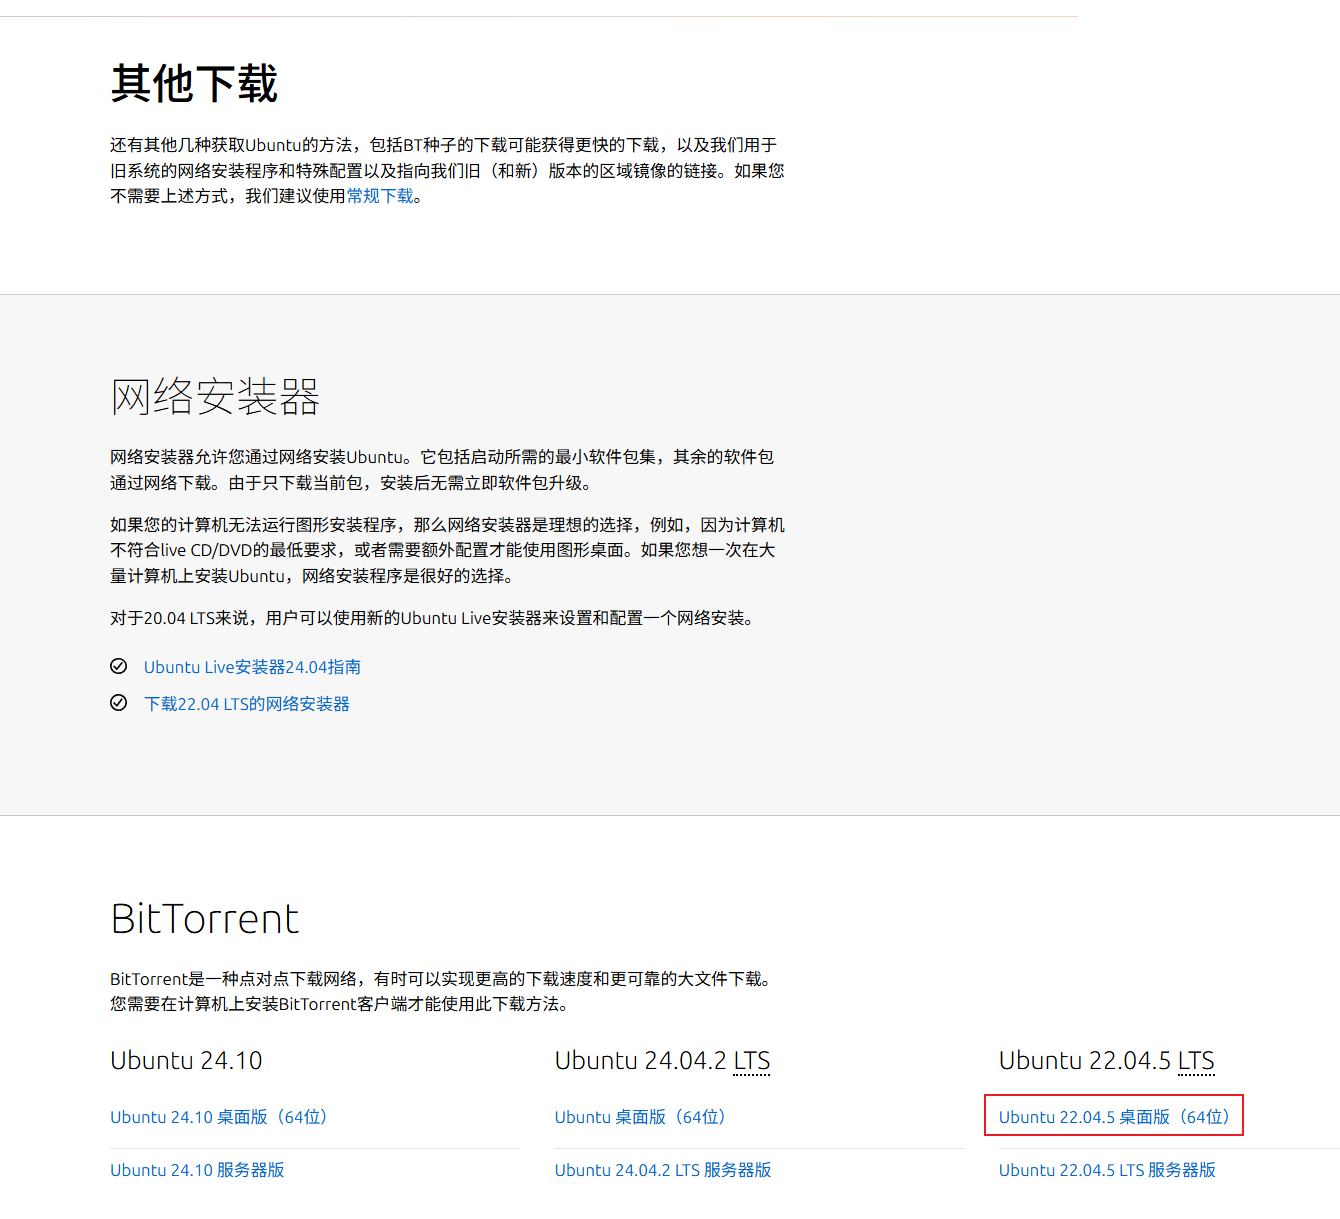 其他下载
还有其他几种获取Ubuntu的方法，包括BT种子的下载可能获得更快的下载，以及我们用于
旧系统的网络安装程序和特殊配置以及指向我们旧（和新）版本的区域镜像的链接。如果您
不需要上述方式，我们建议使用常规下载。
网络安装器
网络安装器允许您通过网络安装Ubuntu。它包括启动所需的最小软件包集，其余的软件包
通过网络下载。由于只下载当前包，安装后无需立即软件包升级。
如果您的计算机无法运行图形安装程序，那么网络安装器是理想的选择，例如，因为计算机
不符合live CD/DVD的最低要求，或者需要额外配置才能使用图形桌面。如果您想一次在大
量计算机上安装Ubuntu，网络安装程序是很好的选择。
对于20.04 LTS来说，用户可以使用新的Ubuntu Live安装器来设置和配置一个网络安装。
Ubuntu Live安装器24.04指南
下载22.04 LTS的网络安装器
BitTorrent
BitTorrent是一种点对点下载网络，有时可以实现更高的下载速度和更可靠的大文件下载。
您需要在计算机上安装BitTorrent客户端才能使用此下载方法。
Ubuntu 24.10
Ubuntu 24.10 桌面版（64位）
Ubuntu 24.10 服务器版
Ubuntu 24.04.2 LTS
Ubuntu 桌面版（64位）
Ubuntu 24.04.2 LTS 服务器版
Ubuntu 22.04.5 LTS
Ubuntu 22.04.5 桌面版（64位）
Ubuntu 22.04.5 LTS 服务器版